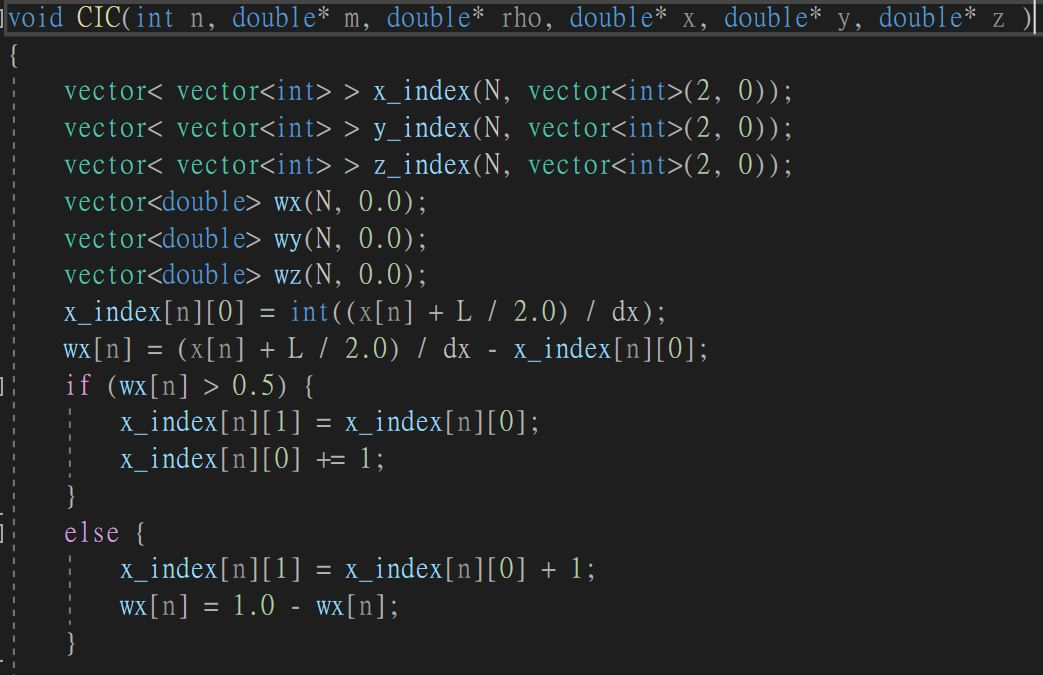 void CIC(int n, double* m, double* rho, double* x, double* y, double* z )
{
    vector< vector<int> > x_index(N, vector<int>(2, 0));
    vector< vector<int> > y_index(N, vector<int>(2, 0));
    vector< vector<int> > z_index(N, vector<int>(2, 0));
    vector<double> wx(N, 0.0);
    vector<double> wy(N, 0.0);
    vector<double> wz(N, 0.0);
    x_index[n][0] = int((x[n] + L / 2.0) / dx);
    wx[n] = (x[n] + L / 2.0) / dx - x_index[n][0];
    if (wx[n] > 0.5) {
        x_index[n][1] = x_index[n][0];
        x_index[n][0] += 1;
    }
    else {
        x_index[n][1] = x_index[n][0] + 1;
        wx[n] = 1.0 - wx[n];
    }